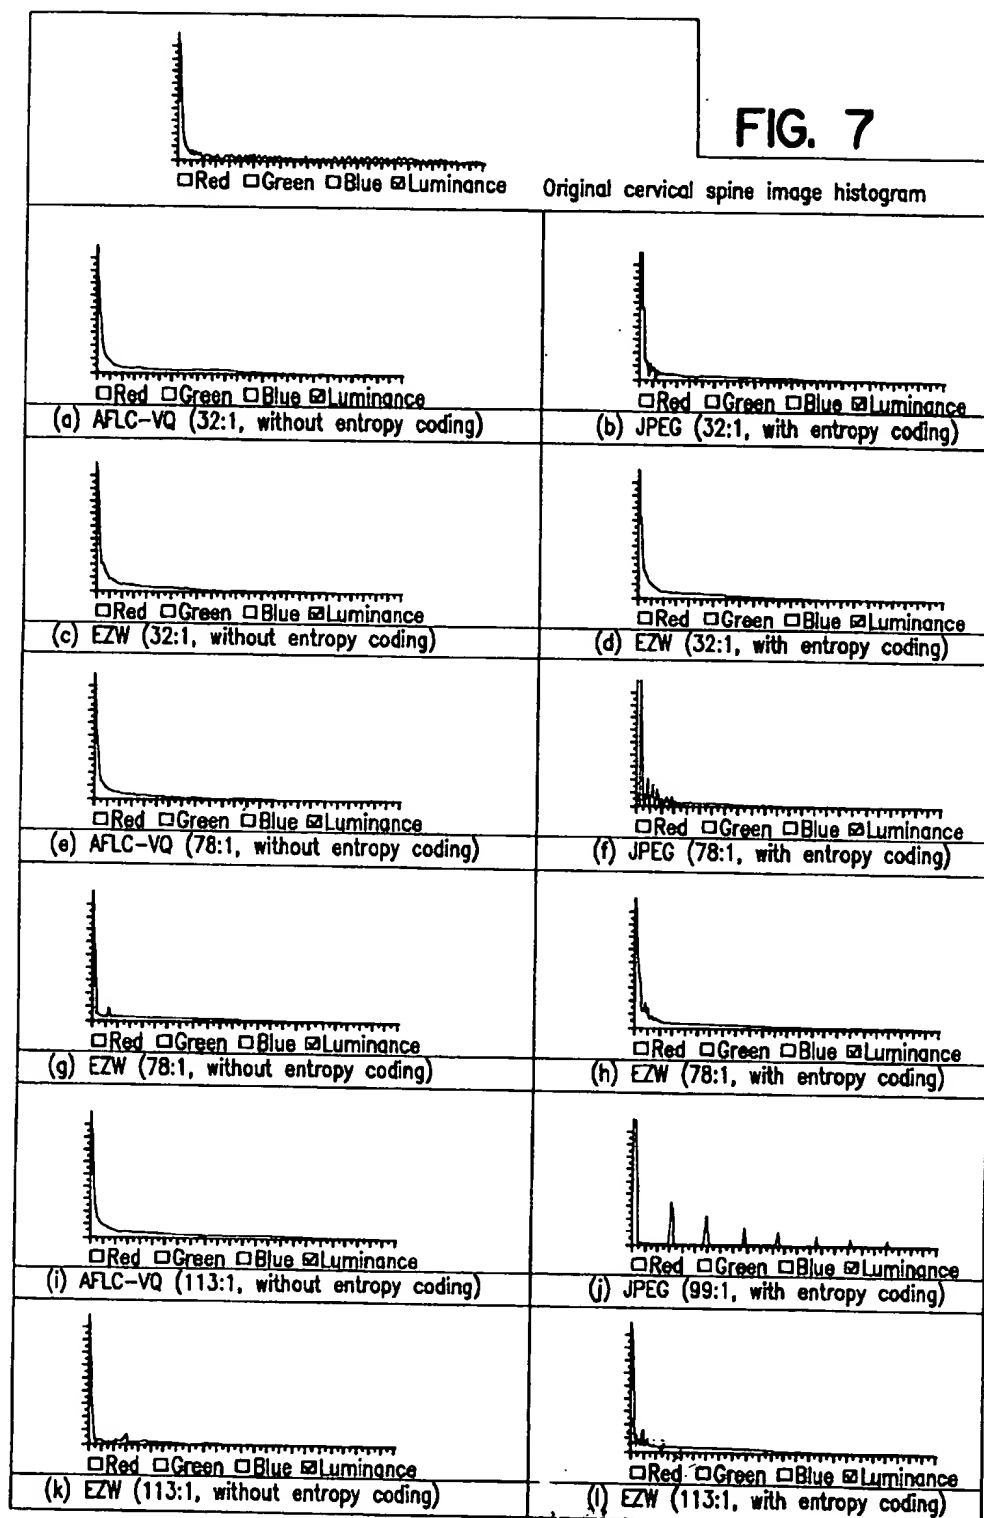 FIG. 7
☐Red ☐Green ☐Blue ☑Luminance
Original cervical spine image histogram
☐Red ☐Green ☐Blue ☑Luminance
(a) AFLC-VQ (32:1, without entropy coding)
☐Red ☐Green ☐Blue ☑Luminance
(b) JPEG (32:1, with entropy coding)
☐Red ☐Green ☐Blue ☑Luminance
(c) EZW (32:1, without entropy coding)
☐Red ☐Green ☐Blue ☑Luminance
(d) EZW (32:1, with entropy coding)
☐Red ☐Green ☐Blue ☑Luminance
(e) AFLC-VQ (78:1, without entropy coding)
☐Red ☐Green ☐Blue ☑Luminance
(f) JPEG (78:1, with entropy coding)
☐Red ☐Green ☐Blue ☑Luminance
(g) EZW (78:1, without entropy coding)
☐Red ☐Green ☐Blue ☑Luminance
(h) EZW (78:1, with entropy coding)
☐Red ☐Green ☐Blue ☑Luminance
(i) AFLC-VQ (113:1, without entropy coding)
☐Red ☐Green ☐Blue ☑Luminance
(j) JPEG (99:1, with entropy coding)
☐Red ☐Green ☐Blue ☑Luminance
(k) EZW (113:1, without entropy coding)
☐Red ☐Green ☐Blue ☑Luminance
(l) EZW (113:1, with entropy coding)